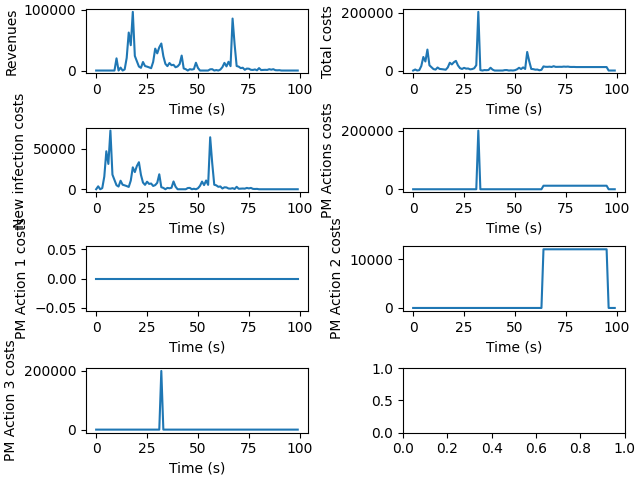 Revenues
100000
0
0 25 50 75 100
Time (s)
Total costs
200000
0
0 25 50 75 100
Time (s)
New infection costs
50000
0
0 25 50 75 100
Time (s)
PM Actions costs
200000
0
0 25 50 75 100
Time (s)
PM Action 1 costs
0.05
0.00
−0.05
0 25 50 75 100
Time (s)
PM Action 2 costs
10000
0
0 25 50 75 100
Time (s)
PM Action 3 costs
200000
0
0 25 50 75 100
Time (s)
1.0
0.5
0.0
0.0 0.2 0.4 0.6 0.8 1.0